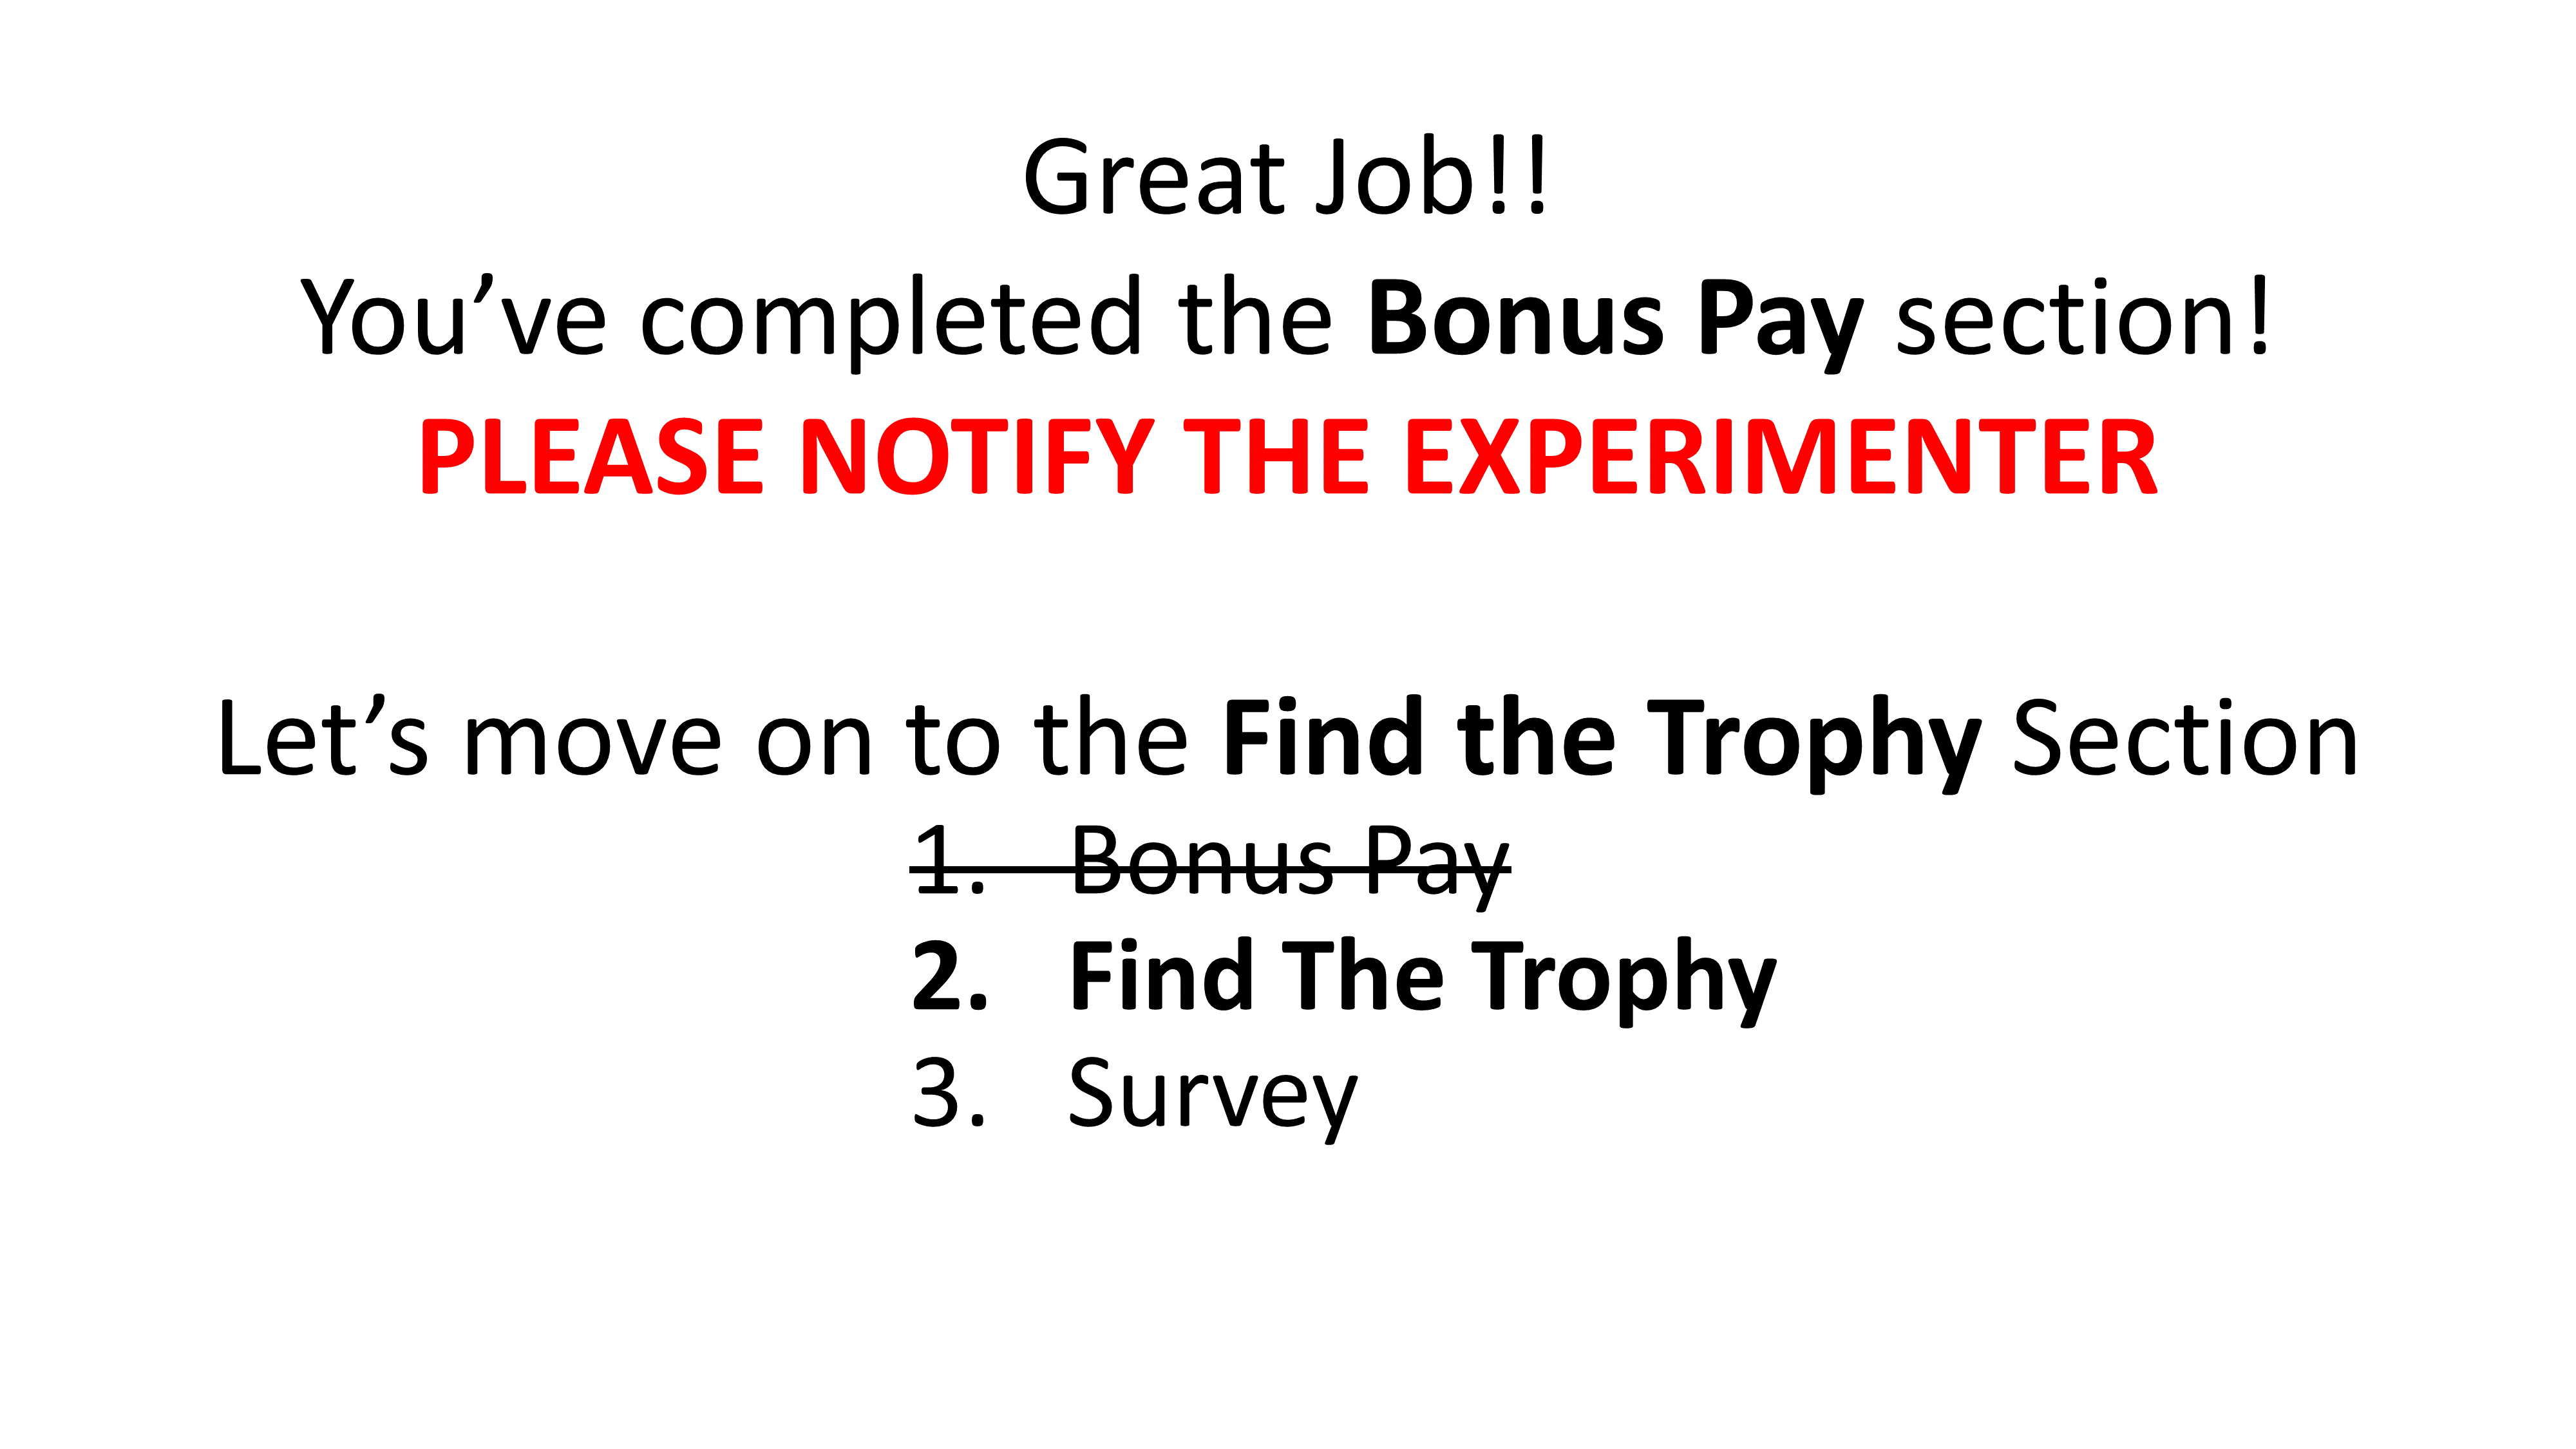 Great Job!!
You’ve completed the Bonus Pay section!
PLEASE NOTIFY THE EXPERIMENTER
Let’s move on to the Find the Trophy Section
1. Bonus Pay
2. Find The Trophy
3. Survey